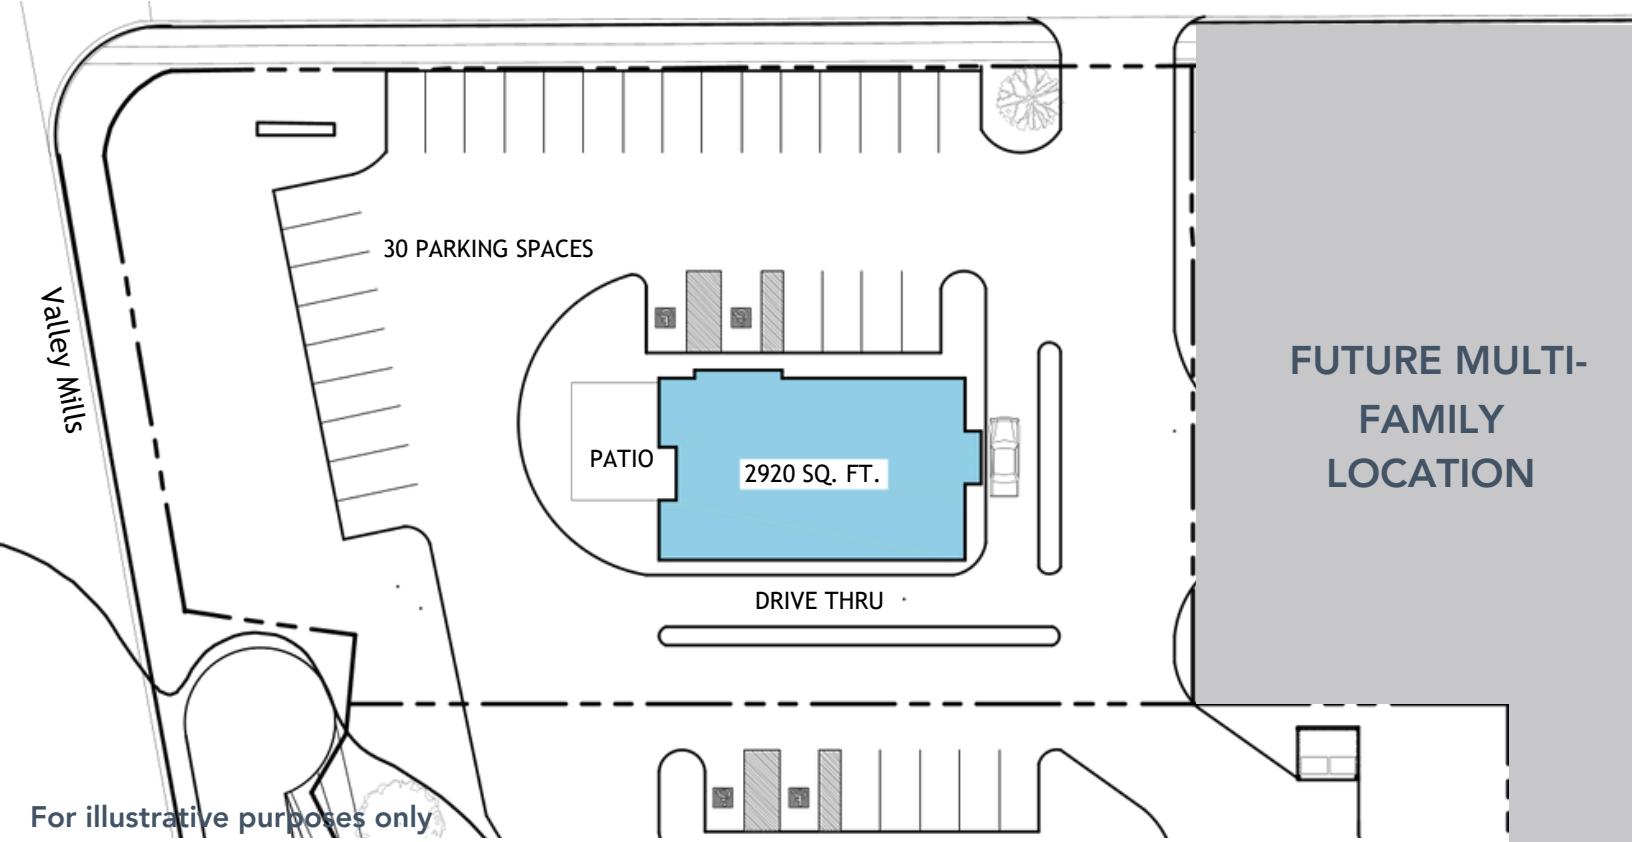 30 PARKING SPACES
Valley Mills
FUTURE MULTI-
FAMILY
LOCATION
PATIO
2920 SQ. FT.
DRIVE THRU
For illustrative purposes only